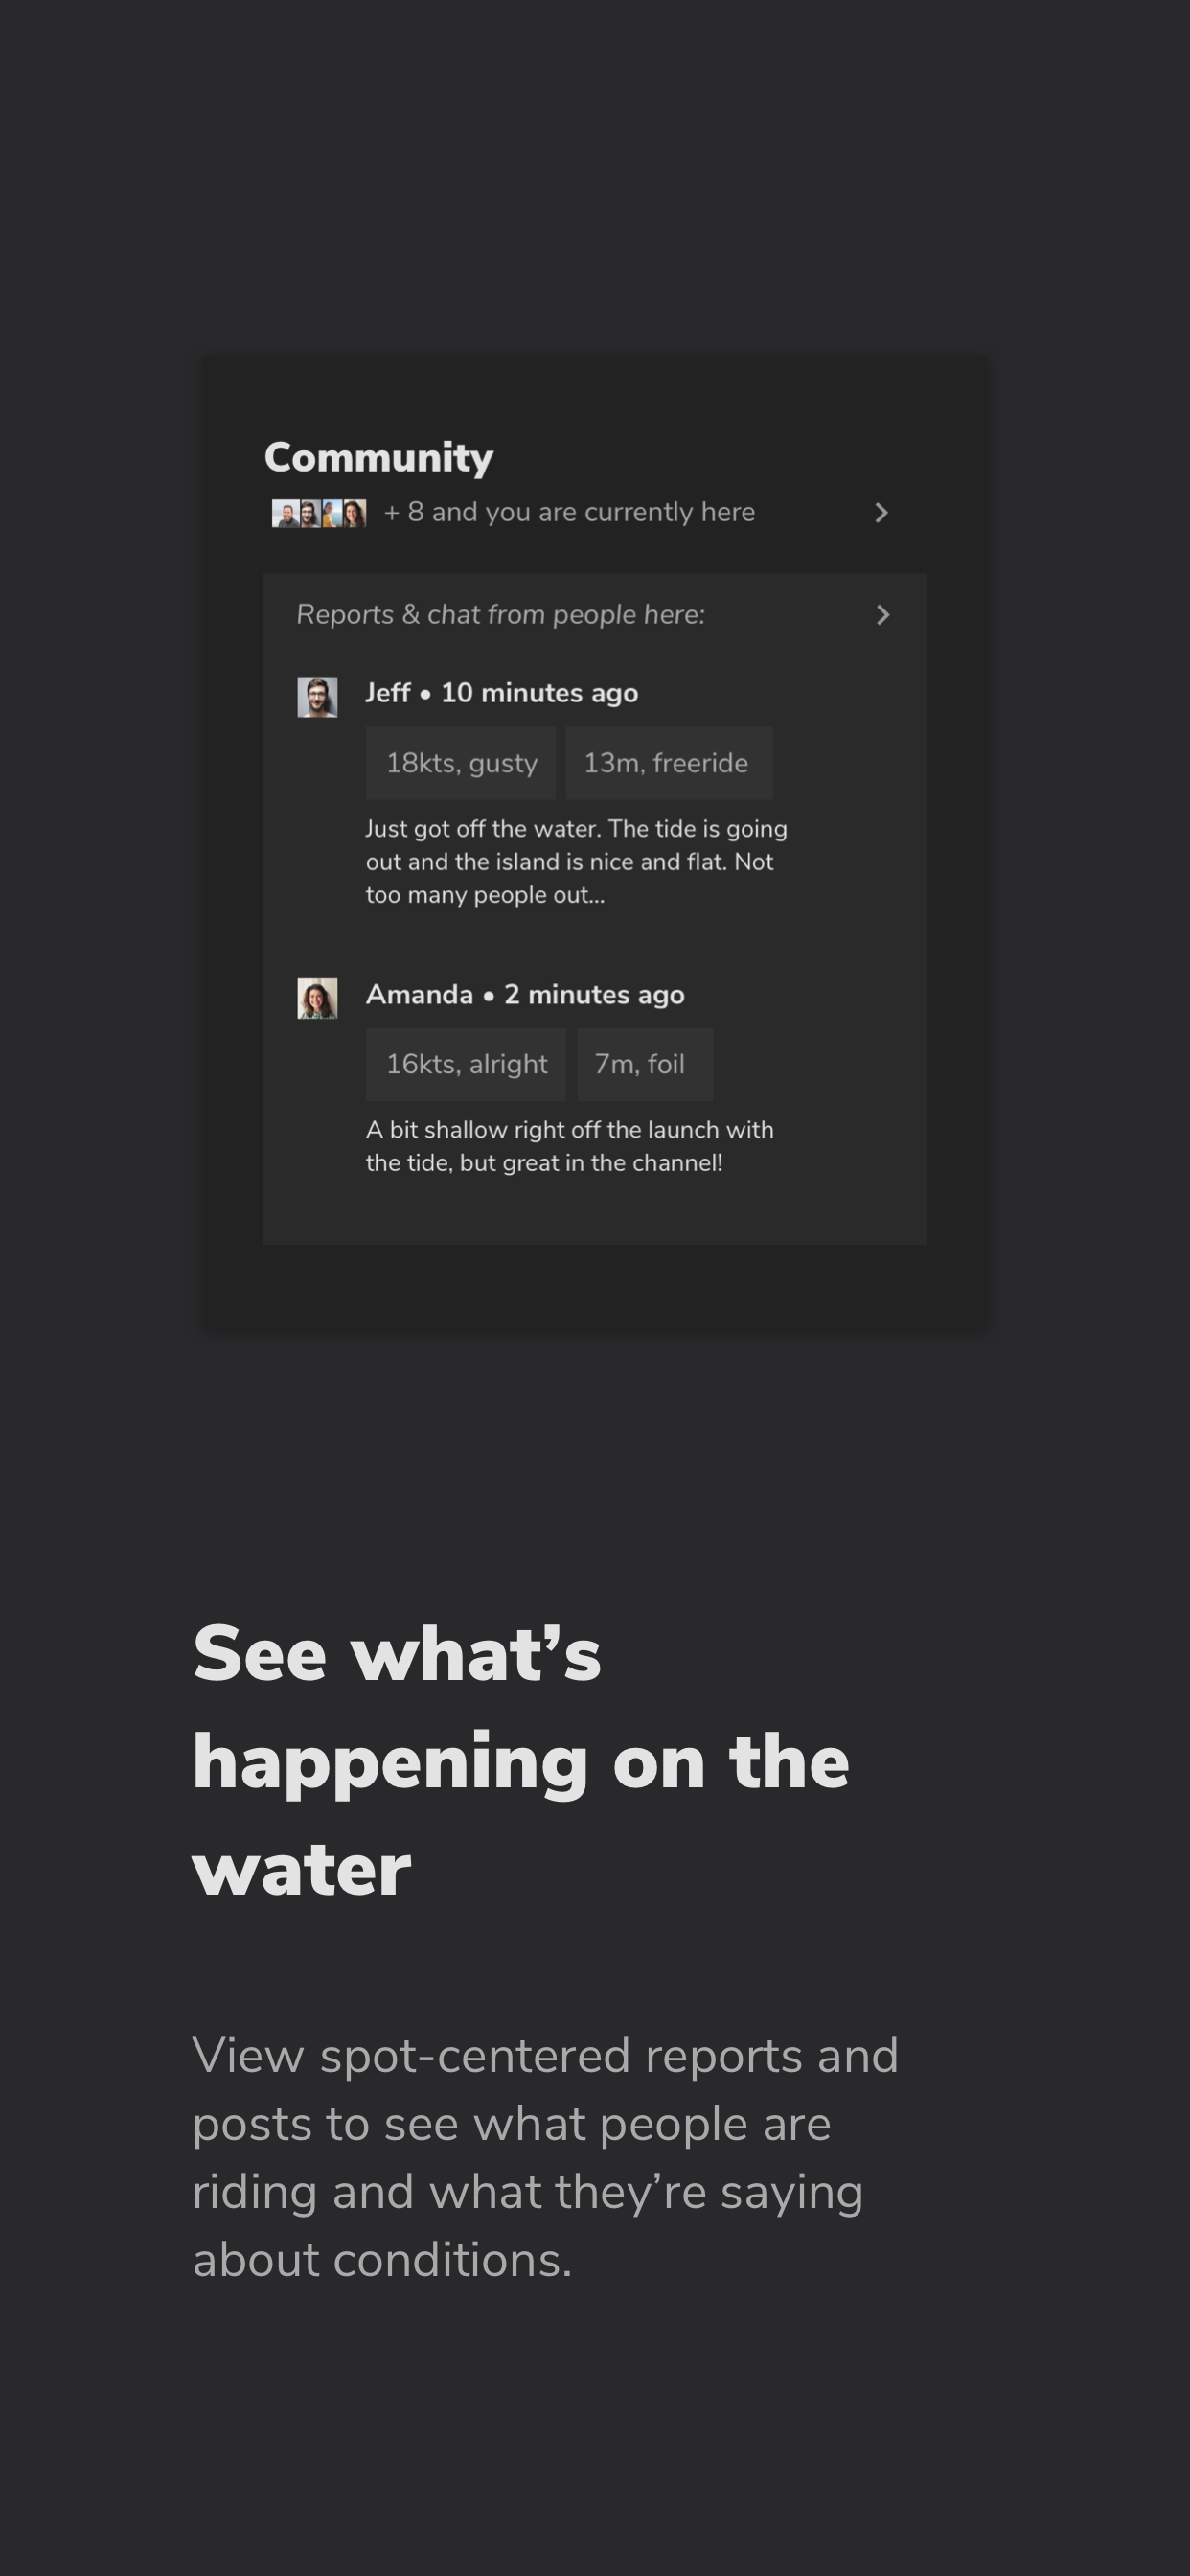 Community
+ 8 and you are currently here
Reports & chat from people here:
Jeff • 10 minutes ago
18kts, gusty
13m, freeride
Just got off the water. The tide is going
out and the island is nice and flat. Not
too many people out...
Amanda • 2 minutes ago
16kts, alright
7m, foil
A bit shallow right off the launch with
the tide, but great in the channel!
See what’s
happening on the
water
View spot-centered reports and
posts to see what people are
riding and what they’re saying
about conditions.